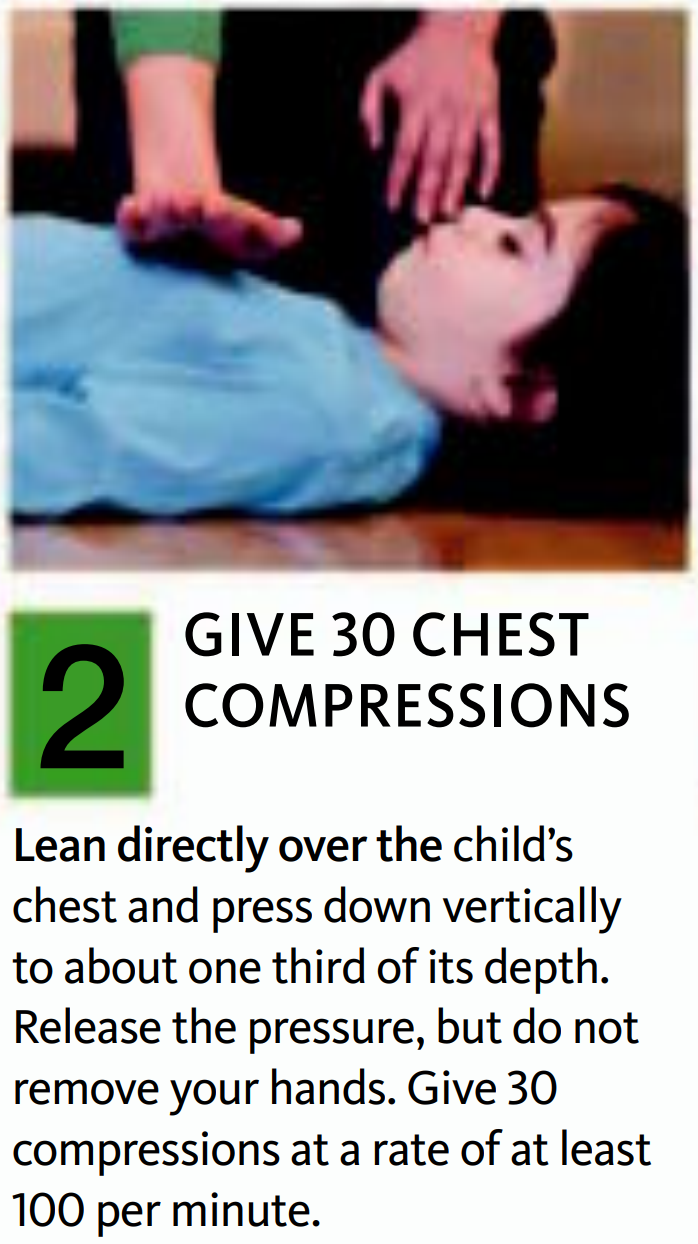 2
GIVE 30 CHEST
COMPRESSIONS
Lean directly over the child’s
chest and press down vertically
to about one third of its depth.
Release the pressure, but do not
remove your hands. Give 30
compressions at a rate of at least
100 per minute.